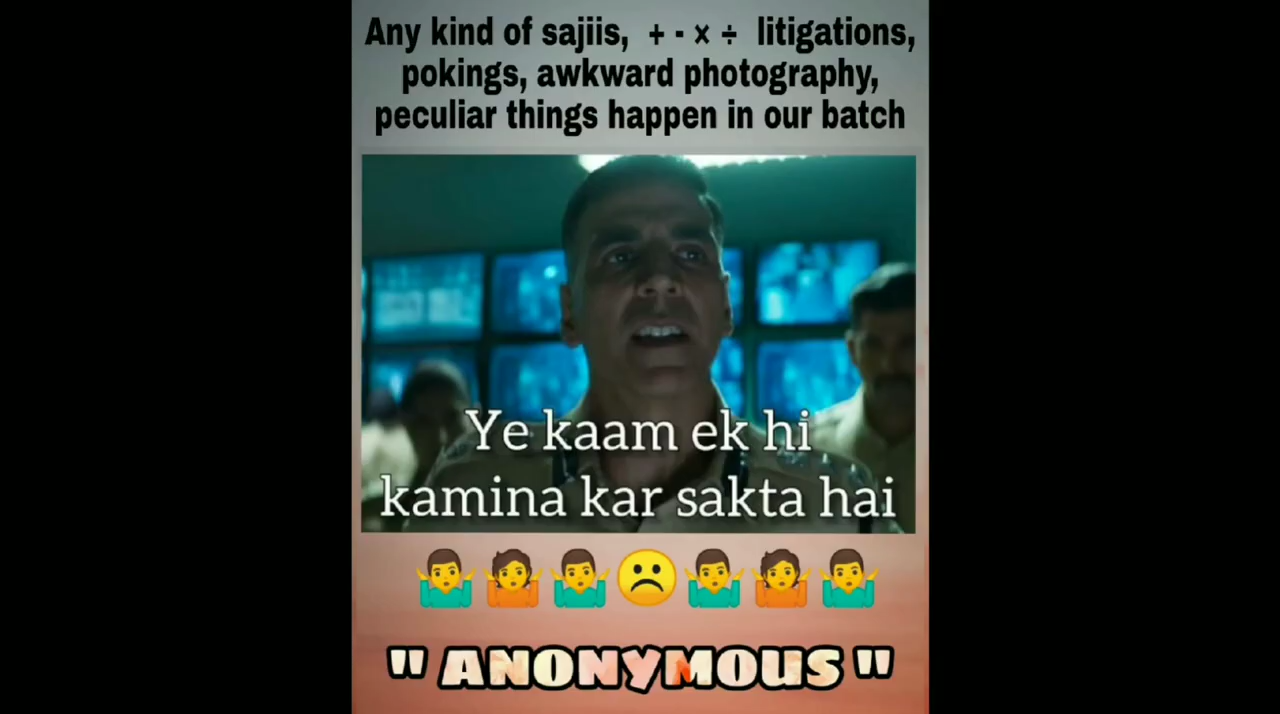 Any kind of sajiis, + - × ÷ litigations,
pokings, awkward photography,
peculiar things happen in our batch
Ye kaam ek hi
kamina kar sakta hai
" ANONYMOUS "